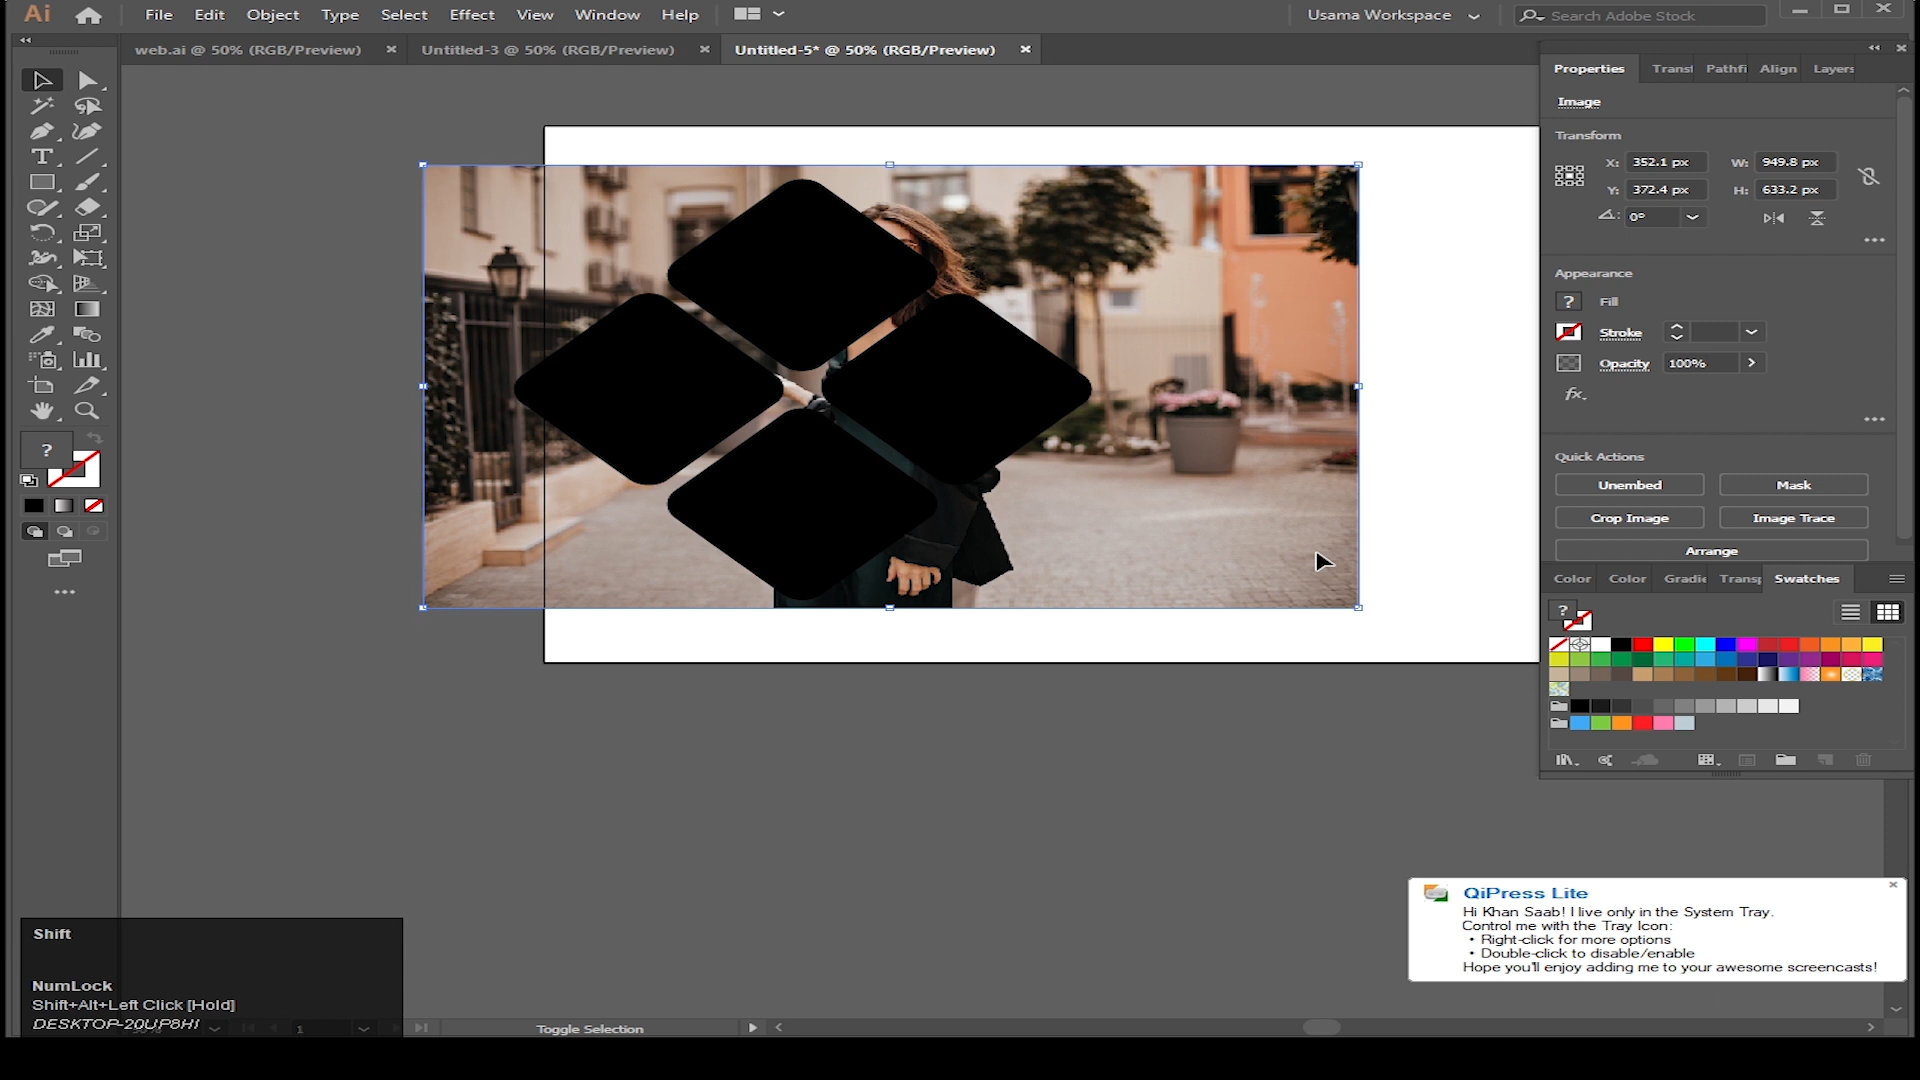 Ai File Edit Object Type Select Effect View Window Help Usama Workspace Search Adobe Stock
web.ai @ 50% (RGB/Preview) Untitled-3 @ 50% (RGB/Preview) Untitled-5* @ 50% (RGB/Preview)
Properties Transf Pathfi Align Layers
Image
Transform
X: 352.1 px W: 949.8 px
Y: 372.4 px H: 633.2 px
0°
Appearance
? Fill
Stroke
Opacity 100%
fx.
?
Quick Actions
Unembed Mask
Crop Image Image Trace
Arrange
Color Color Gradie Transp Swatches
?
QiPress Lite
Hi Khan Saab! I live only in the System Tray.
Control me with the Tray Icon:
• Right-click for more options
• Double-click to disable/enable
Hope you'll enjoy adding me to your awesome screencasts!
Shift
NumLock
Shift+Alt+Left Click [Hold]
DESKTOP-20UP8HI
1
Toggle Selection